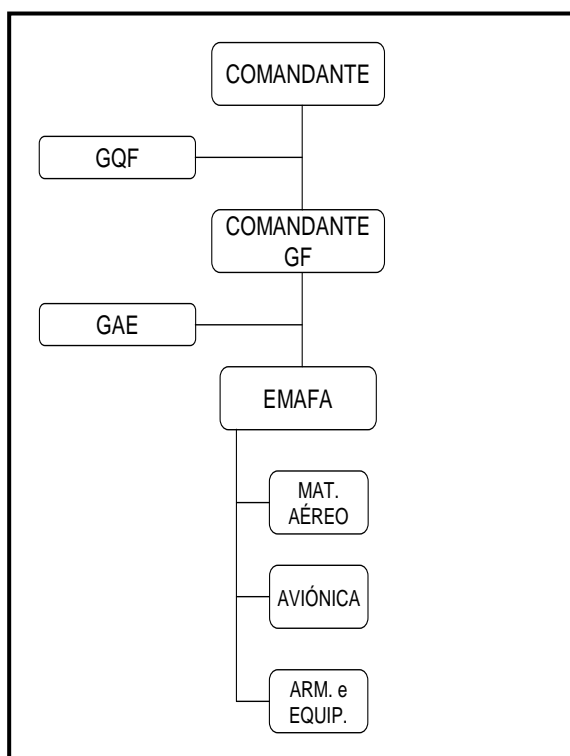 COMANDANTE
GQF
COMANDANTE
GF
GAE
EMAFA
MAT.
AÉREO
AVIÓNICA
ARM. e
EQUIP.